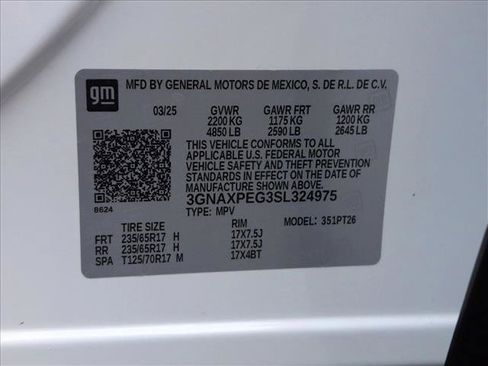 gm
MFD BY GENERAL MOTORS DE MEXICO, S. DE R.L. DE C.V.
03/25 GVWR GAWR FRT GAWR RR
2200 KG 1175 KG 1200 KG
4850 LB 2590 LB 2645 LB
THIS VEHICLE CONFORMS TO ALL
APPLICABLE U.S. FEDERAL MOTOR
VEHICLE SAFETY AND THEFT PREVENTION
STANDARDS IN EFFECT ON THE DATE OF
MANUFACTURE SHOWN ABOVE.
3GNAXPEG3SL324975
8624
TYPE: MPV MODEL: 351PT26
TIRE SIZE RIM
FRT 235/65R17 H 17X7.5J
RR 235/65R17 H 17X7.5J
SPA T125/70R17 M 17X4BT